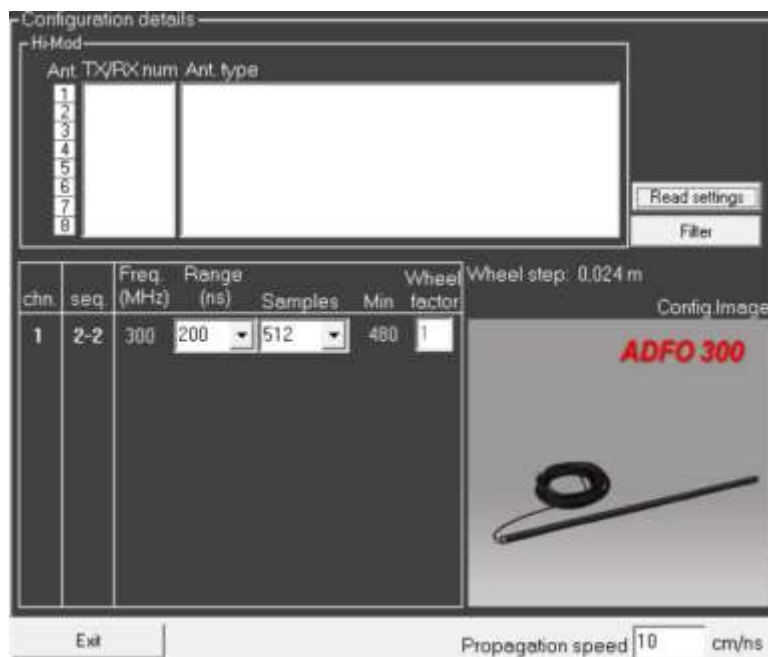 Configuration details
Hi-Mod
Ant. TX/RX num Ant. type
1
2
3
4
5
6
7
8
Read settings
Filter
chn. seq. Freq. (MHz) Range (ns) Samples Min Wheel factor
Wheel step: 0.024 m
Config.Image
1 2-2 300 200 512 480 1
ADFO 300
Exit
Propagation speed 10 cm/ns